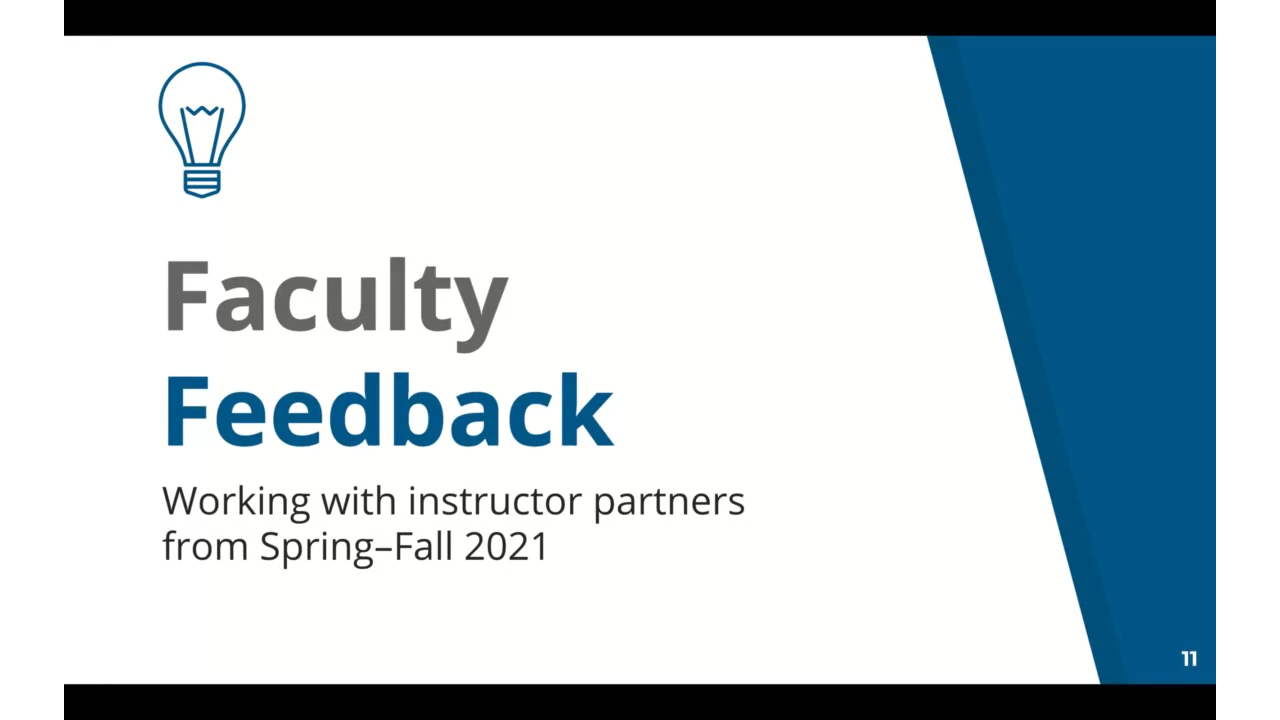 Faculty
Feedback
Working with instructor partners
from Spring–Fall 2021
11